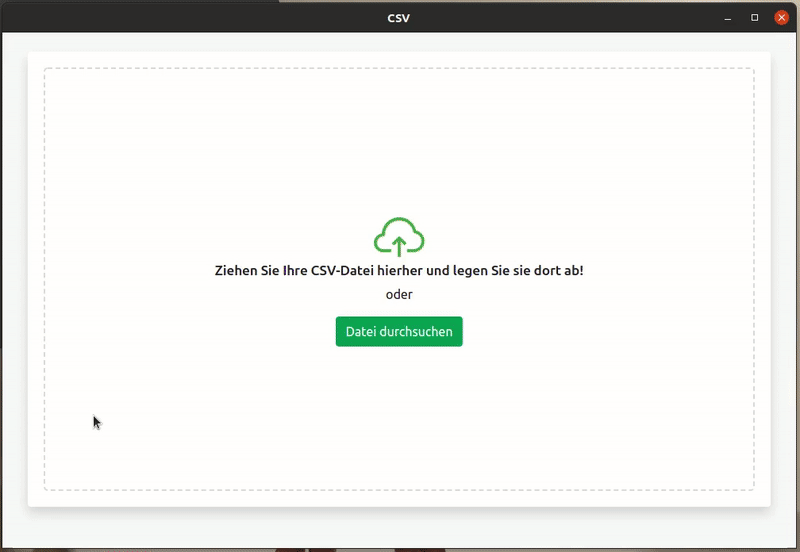 CSV
Ziehen Sie Ihre CSV-Datei hierher und legen Sie sie dort ab!
oder
Datei durchsuchen